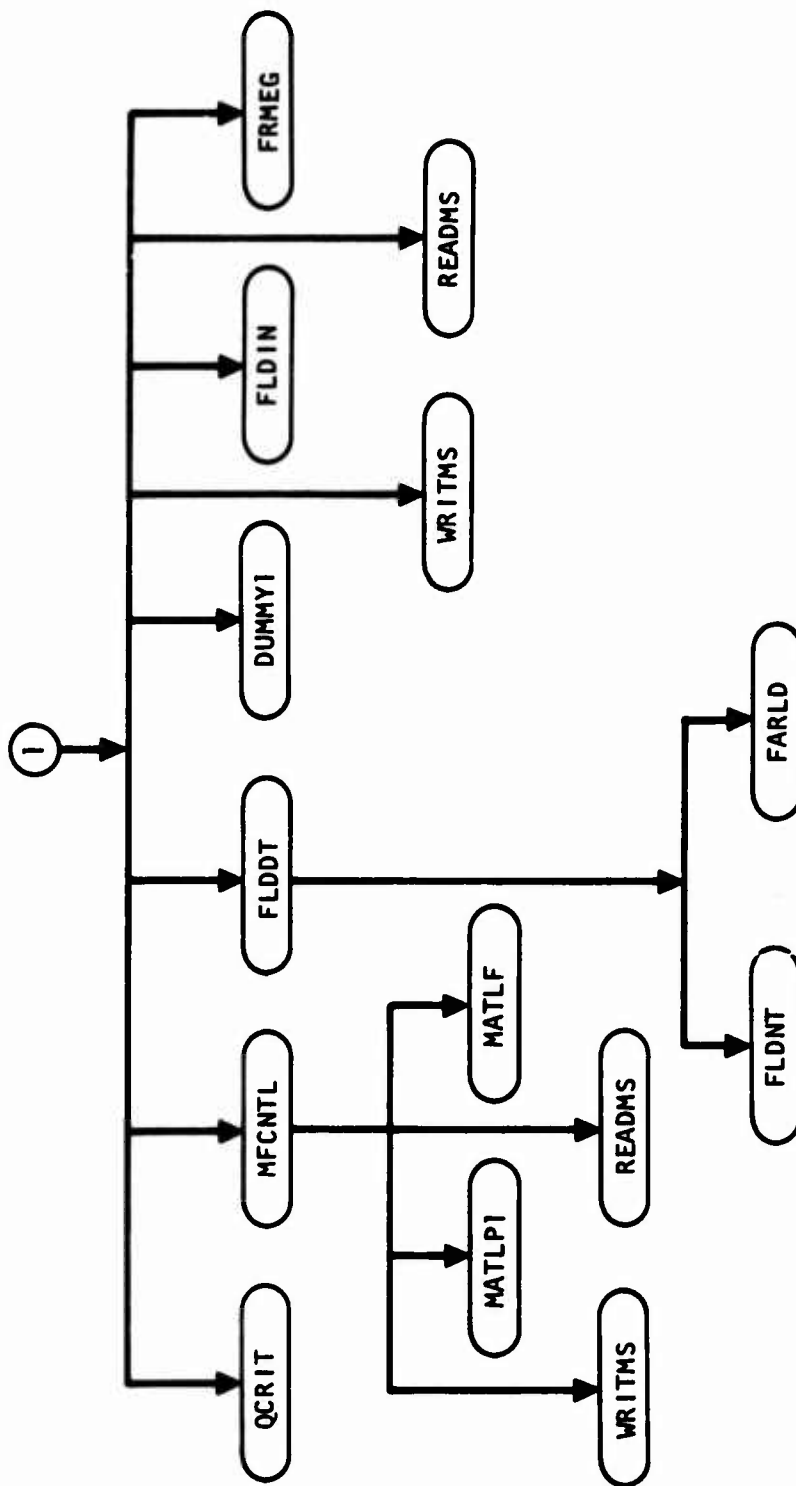 1
QCRIT
MFCNTL
FLDDT
DUMMY1
FLDIN
FRMEG
WRITMS
READMS
MATLP1
MATLF
WRITMS
READMS
FLDNT
FARLD